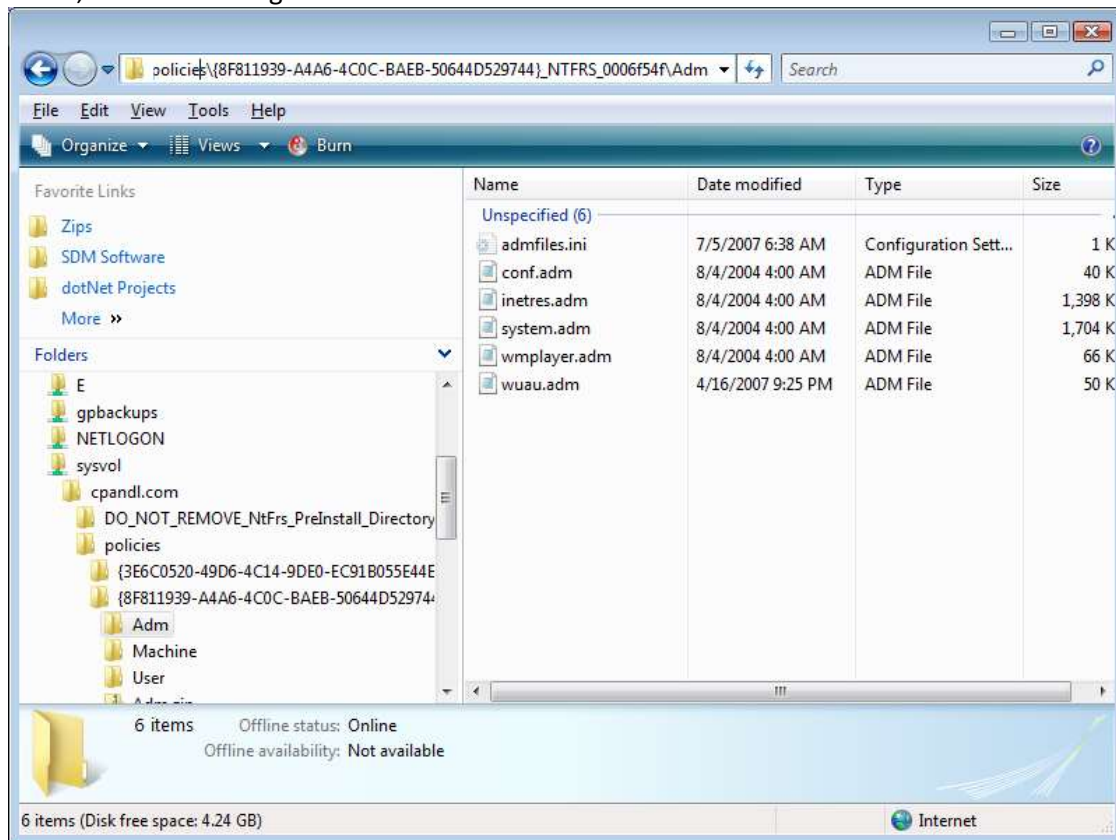 policies\{8F811939-A4A6-4C0C-BAEB-50644D529744}_NTFRS_0006f54f\Adm
Search
File Edit View Tools Help
Organize Views Burn
Favorite Links
Zips
SDM Software
dotNet Projects
More »
Folders
E
gpbackups
NETLOGON
sysvol
cpandl.com
DO_NOT_REMOVE_NtFrs_PreInstall_Directory
policies
{3E6C0520-49D6-4C14-9DE0-EC91B055E44E
{8F811939-A4A6-4C0C-BAEB-50644D52974
Adm
Machine
User
Name Date modified Type Size
Unspecified (6)
admfiles.ini 7/5/2007 6:38 AM Configuration Sett... 1 K
conf.adm 8/4/2004 4:00 AM ADM File 40 K
inetres.adm 8/4/2004 4:00 AM ADM File 1,398 K
system.adm 8/4/2004 4:00 AM ADM File 1,704 K
wmplayer.adm 8/4/2004 4:00 AM ADM File 66 K
wuau.adm 4/16/2007 9:25 PM ADM File 50 K
6 items Offline status: Online
Offline availability: Not available
6 items (Disk free space: 4.24 GB) Internet